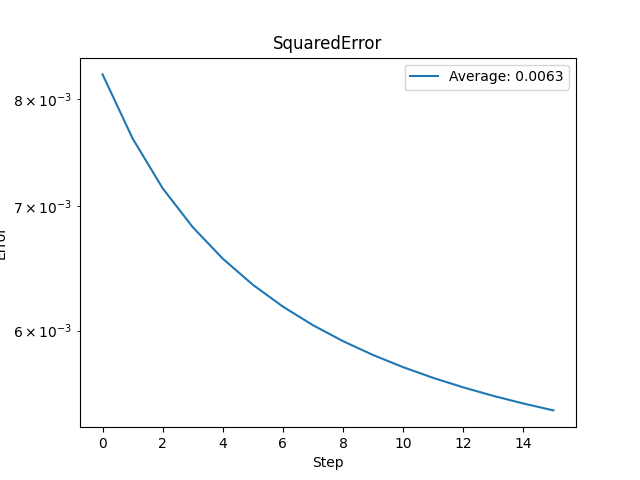 SquaredError
Average: 0.0063
8 × 10⁻³
7 × 10⁻³
6 × 10⁻³
Error
0 2 4 6 8 10 12 14
Step